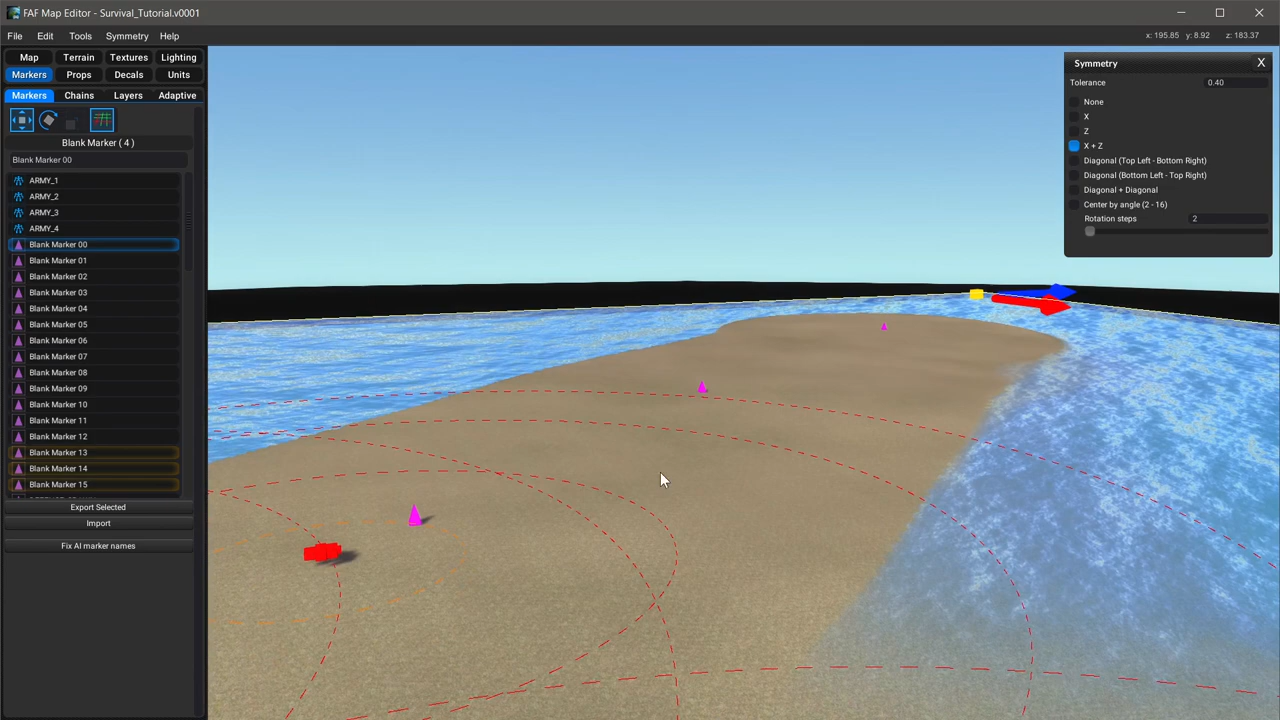 FAF Map Editor - Survival_Tutorial.v0001
File Edit Tools Symmetry Help
x: 195.85 y: 8.92 z: 183.37
Map Terrain Textures Lighting
Markers Props Decals Units
Markers Chains Layers Adaptive
Blank Marker ( 4 )
Blank Marker 00
ARMY_1
ARMY_2
ARMY_3
ARMY_4
Blank Marker 00
Blank Marker 01
Blank Marker 02
Blank Marker 03
Blank Marker 04
Blank Marker 05
Blank Marker 06
Blank Marker 07
Blank Marker 08
Blank Marker 09
Blank Marker 10
Blank Marker 11
Blank Marker 12
Blank Marker 13
Blank Marker 14
Blank Marker 15
Export Selected
Import
Fix AI marker names
Symmetry X
Tolerance 0.40
None
X
Z
X + Z
Diagonal (Top Left - Bottom Right)
Diagonal (Bottom Left - Top Right)
Diagonal + Diagonal
Center by angle (2 - 16)
Rotation steps 2